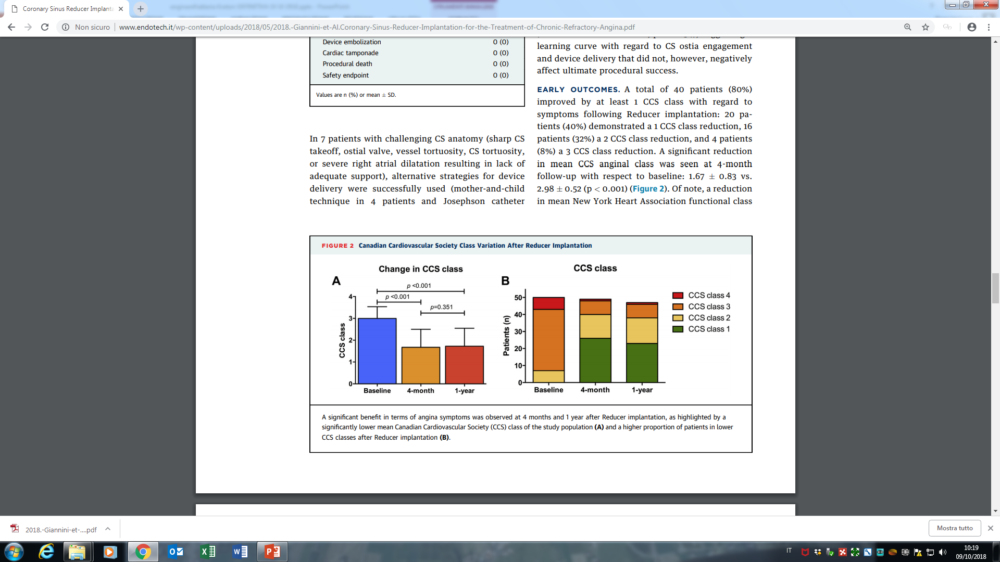 Coronary Sinus Reducer Implanta
Non sicuro
www.endotech.it/wp-content/uploads/2018/05/2018.-Giannini-et-Al.Coronary-Sinus-Reducer-Implantation-for-the-Treatment-of-Chronic-Refractory-Angina.pdf
Device embolization 0 (0)
Cardiac tamponade 0 (0)
Procedural death 0 (0)
Safety endpoint 0 (0)
Values are n (%) or mean ± SD.
In 7 patients with challenging CS anatomy (sharp CS
takeoff, ostial valve, vessel tortuosity, CS tortuosity,
or severe right atrial dilatation resulting in lack of
adequate support), alternative strategies for device
delivery were successfully used (mother-and-child
technique in 4 patients and Josephson catheter
learning curve with regard to CS ostia engagement
and device delivery that did not, however, negatively
affect ultimate procedural success.
EARLY OUTCOMES. A total of 40 patients (80%)
improved by at least 1 CCS class with regard to
symptoms following Reducer implantation: 20 pa-
tients (40%) demonstrated a 1 CCS class reduction, 16
patients (32%) a 2 CCS class reduction, and 4 patients
(8%) a 3 CCS class reduction. A significant reduction
in mean CCS anginal class was seen at 4-month
follow-up with respect to baseline: 1.67 ± 0.83 vs.
2.98 ± 0.52 (p < 0.001) (Figure 2). Of note, a reduction
in mean New York Heart Association functional class
FIGURE 2 Canadian Cardiovascular Society Class Variation After Reducer Implantation
Change in CCS class
A
p <0.001
p <0.001
p=0.351
CCS class
4
3
2
1
0
Baseline 4-month 1-year
CCS class
B
Patients (n)
50
40
30
20
10
0
Baseline 4-month 1-year
CCS class 4
CCS class 3
CCS class 2
CCS class 1
A significant benefit in terms of angina symptoms was observed at 4 months and 1 year after Reducer implantation, as highlighted by a
significantly lower mean Canadian Cardiovascular Society (CCS) class of the study population (A) and a higher proportion of patients in lower
CCS classes after Reducer implantation (B).
2018.-Giannini-et-....pdf
Mostra tutto
IT
10:19
09/10/2018